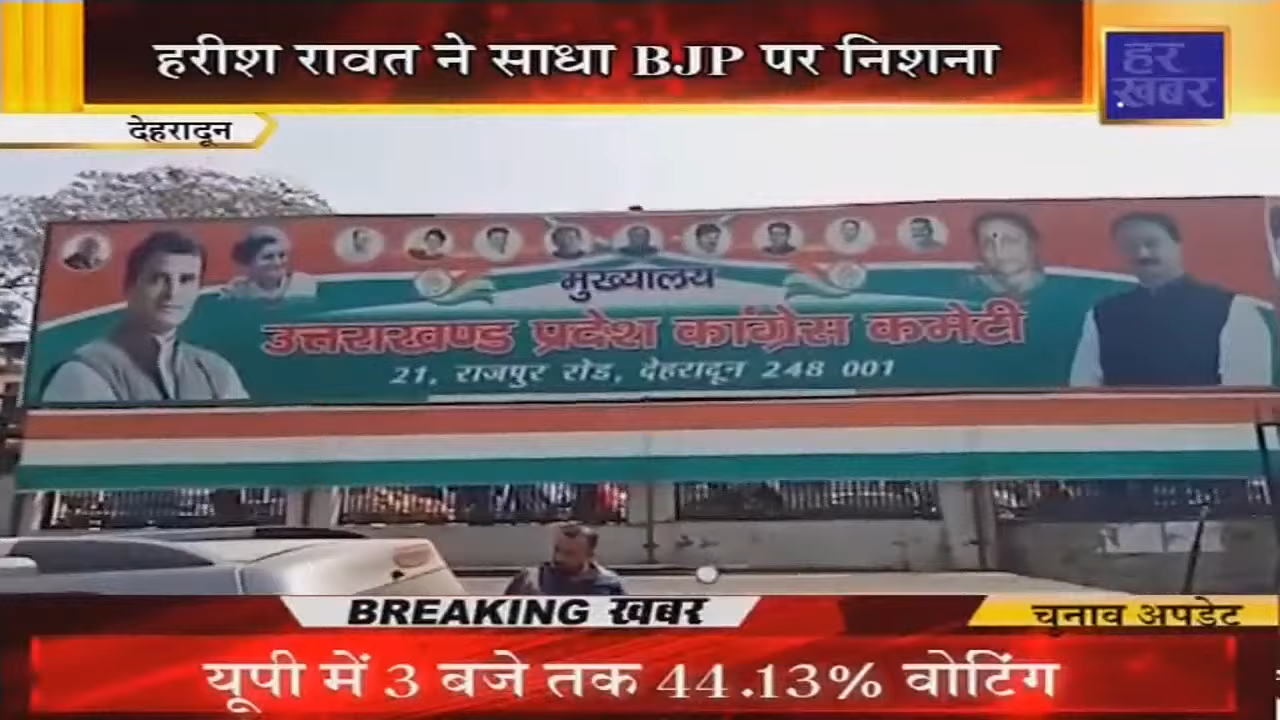 हरीश रावत ने साधा BJP पर निशना
हर
खबर
देहरादून
मुख्यालय
उत्तराखण्ड प्रदेश कांग्रेस कमेटी
21, राजपुर रोड, देहरादून 248 001
BREAKING खबर
चुनाव अपडेट
यूपी में 3 बजे तक 44.13% वोटिंग